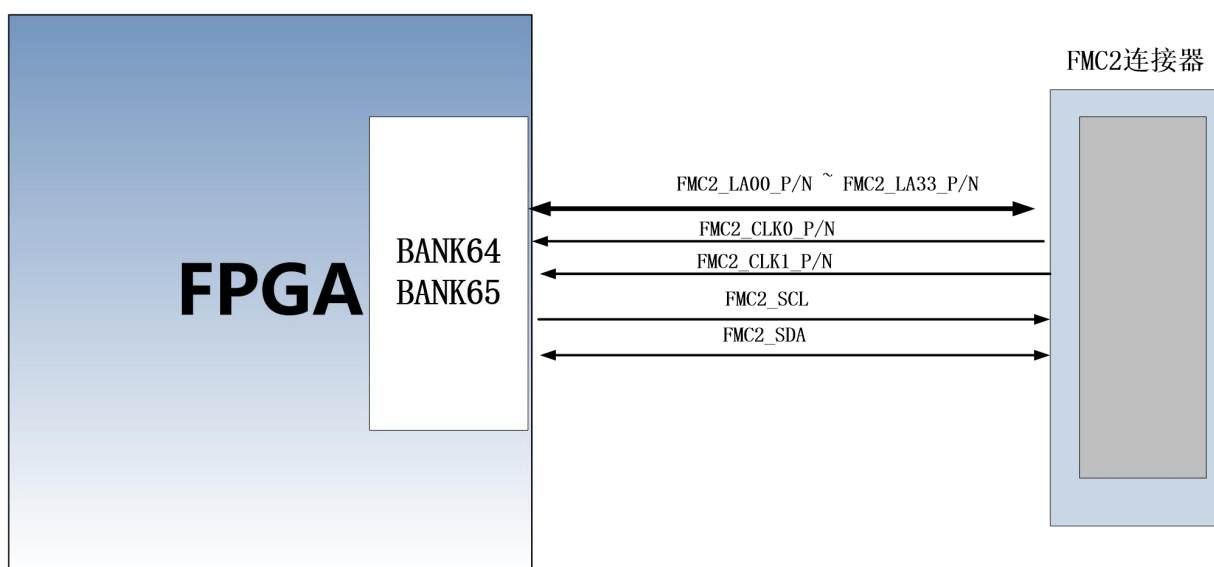 FMC2连接器
FMC2_LA00_P/N ~ FMC2_LA33_P/N
FMC2_CLK0_P/N
FMC2_CLK1_P/N
FMC2_SCL
FMC2_SDA
FPGA
BANK64
BANK65